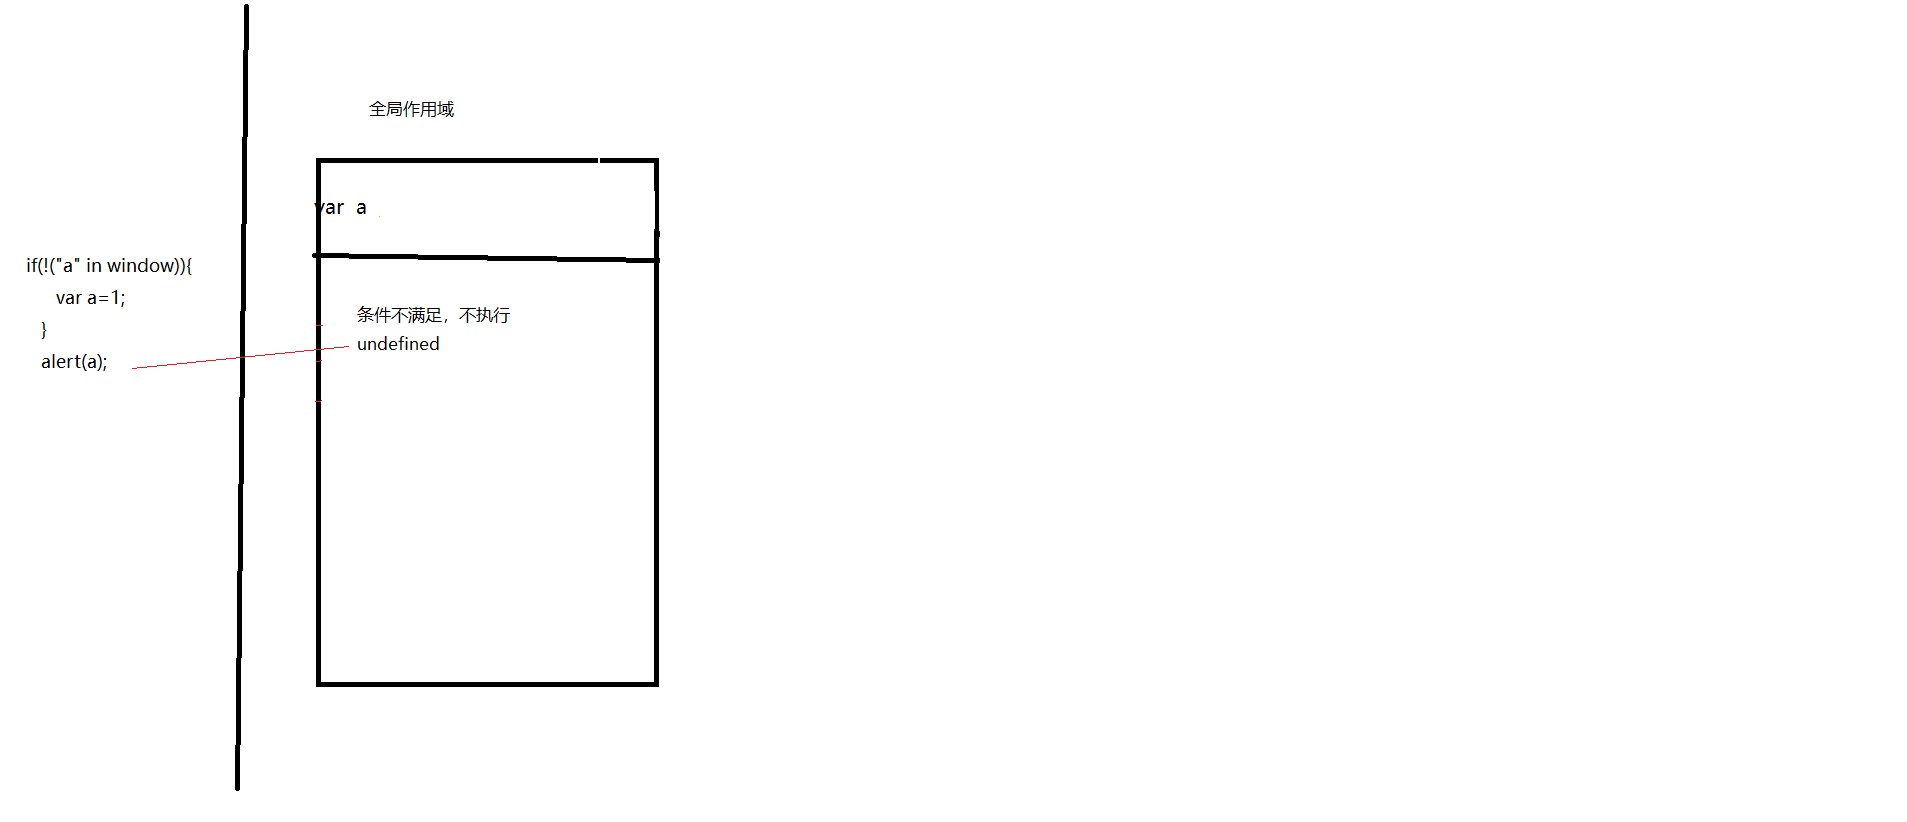 全局作用域
var a
if(!("a" in window)){
var a=1;
}
alert(a);
条件不满足，不执行
undefined